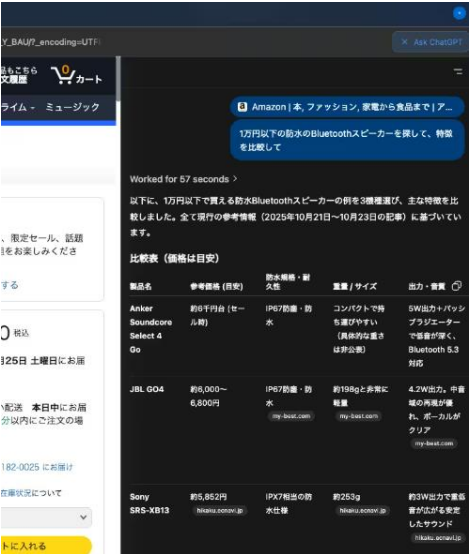 Y_BAU/?_encoding=UTF
Ask ChatGPT
品もこちら
文履歴
0
カート
ライム
ミュージック
Amazon | 本, ファッション, 家電から食品まで | ア...
1万円以下の防水のBluetoothスピーカーを探して、特徴
を比較して
Worked for 57 seconds >
以下に、1万円以下で買える防水Bluetoothスピーカーの例を3機種選び、主な特徴を比
較しました。全て現行の参考情報（2025年10月21日〜10月23日の記事）に基づいてい
ます。
、限定セール、話題
をお楽しみくださ
する
0 税込
月25日 土曜日にお届
い配送 本日中にお届
分以内にご注文の場
182-0025 にお届け
在庫状況について
トに入れる
比較表（価格は目安）
製品名 参考価格 (目安) 防水規格・耐
久性 重量 / サイズ 出力・音質
Anker
Soundcore
Select 4
Go
約6千円台 (セー
ル時)
IP67防塵・防
水
コンパクトで持
ち運びやすい
（具体的な重さ
は非公表）
5W出力＋パッシ
ブラジエーター
で低音が深く、
Bluetooth 5.3
対応
JBL GO4
約6,000〜
6,800円
IP67防塵・防
水
my-best.com
約198gと非常に
軽量
my-best.com
4.2W出力。中音
域の再現が優
れ、ボーカルが
クリア
my-best.com
Sony
SRS-XB13
約5,852円
hikaku.ecnavi.jp
IPX7相当の防
水仕様
約253g
hikaku.ecnavi.jp
約3W出力で重低
音が広がる安定
したサウンド
hikaku.ecnavi.jp